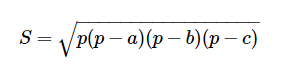 S = √p(p − a)(p − b)(p − c)